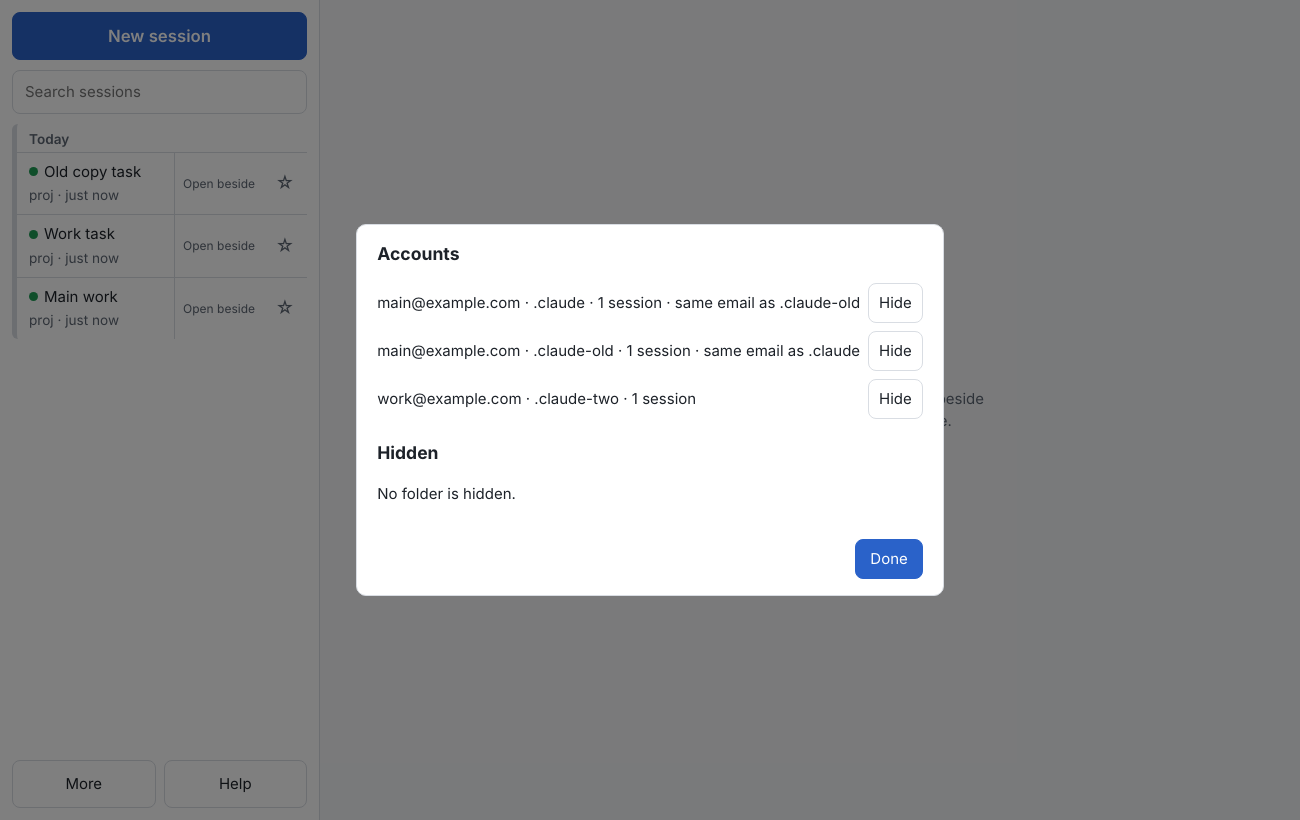 New session
Search sessions
Today
Old copy task
proj · just now
Open beside
☆
Work task
proj · just now
Open beside
☆
Main work
proj · just now
Open beside
☆
Accounts
main@example.com · .claude · 1 session · same email as .claude-old
Hide
main@example.com · .claude-old · 1 session · same email as .claude
Hide
work@example.com · .claude-two · 1 session
Hide
Hidden
No folder is hidden.
Done
More
Help